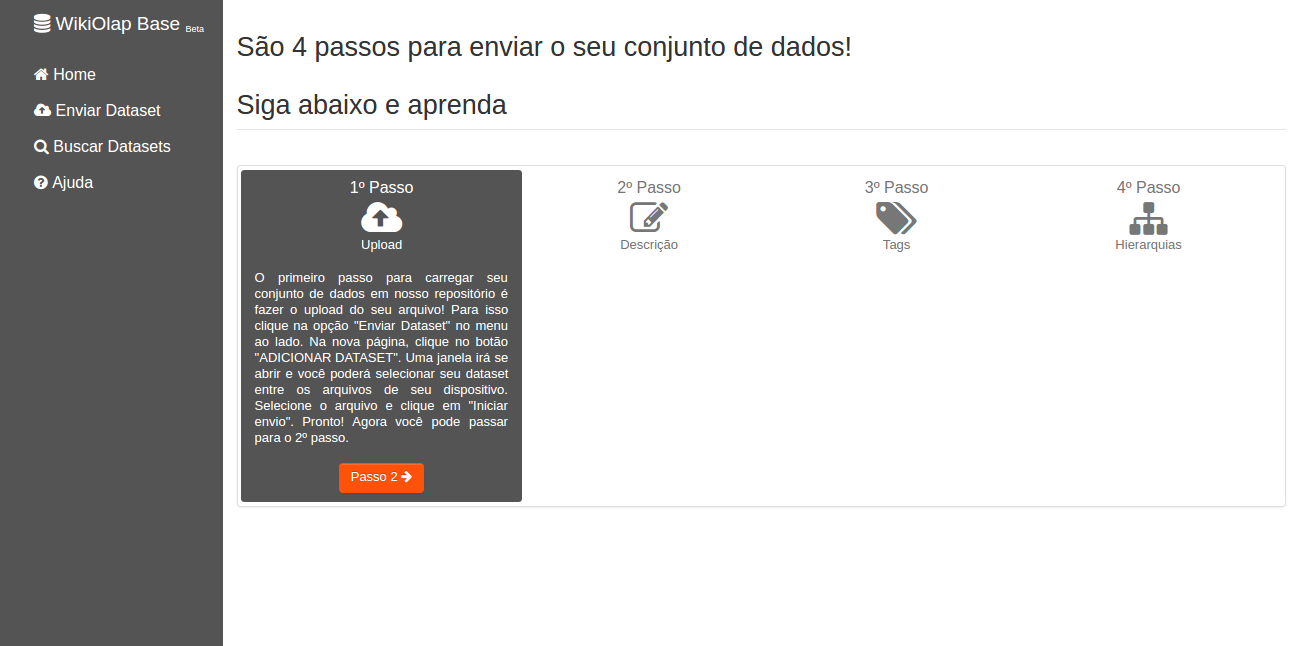 WikiOlap Base Beta
Home
Enviar Dataset
Buscar Datasets
Ajuda
São 4 passos para enviar o seu conjunto de dados!
Siga abaixo e aprenda
1º Passo
Upload
O primeiro passo para carregar seu
conjunto de dados em nosso repositório é
fazer o upload do seu arquivo! Para isso
clique na opção "Enviar Dataset" no menu
ao lado. Na nova página, clique no botão
"ADICIONAR DATASET". Uma janela irá se
abrir e você poderá selecionar seu dataset
entre os arquivos de seu dispositivo.
Selecione o arquivo e clique em "Iniciar
envio". Pronto! Agora você pode passar
para o 2º passo.
Passo 2
2º Passo
Descrição
3º Passo
Tags
4º Passo
Hierarquias